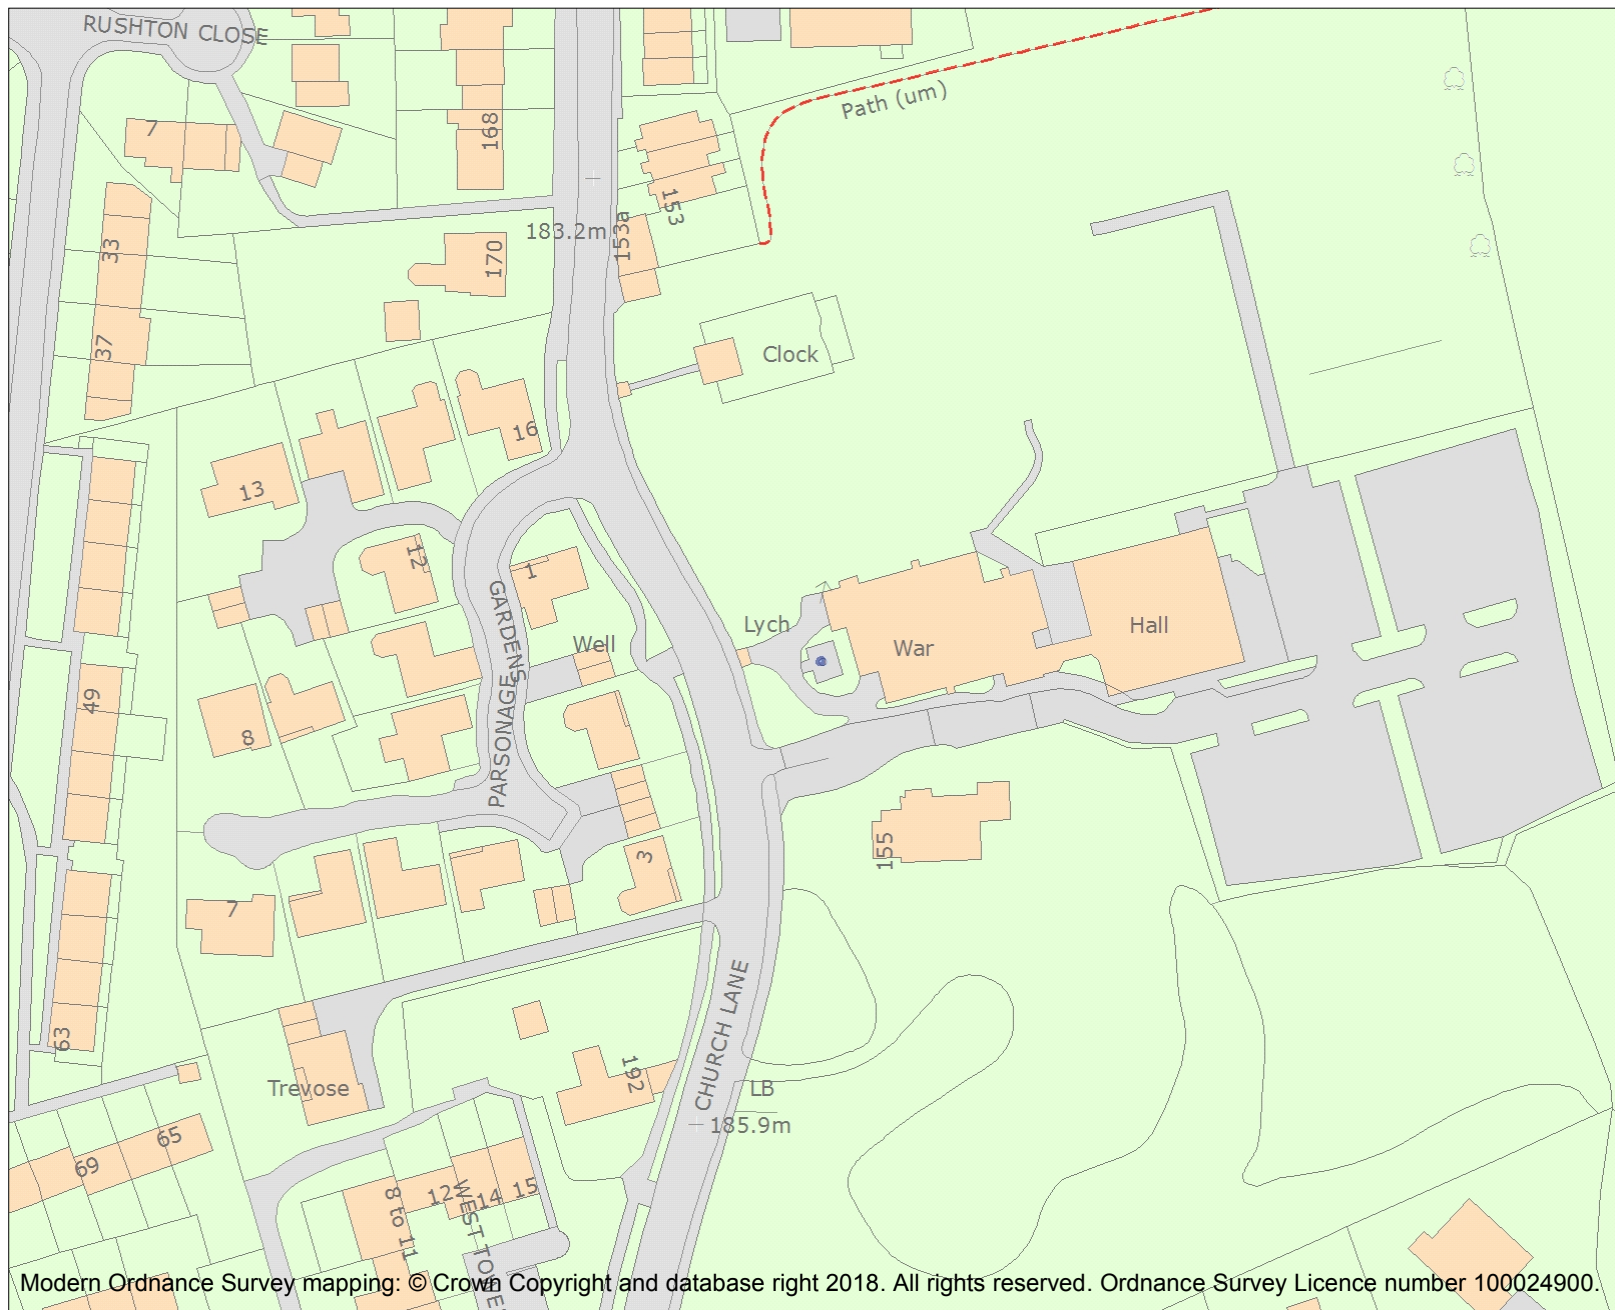 RUSHTON CLOSE
Path (um)
7
168
153
33
183.2m
153a
170
37
Clock
16
13
12
1
GARDENS
Lych
Well
War
Hall
49
8
PARSONAGE
155
3
7
CHURCH LANE
63
Trevose
192
LB
185.9m
65
69
12
14
15
8 to 11
WEST TOWE
Modern Ordnance Survey mapping: © Crown Copyright and database right 2018. All rights reserved. Ordnance Survey Licence number 100024900.